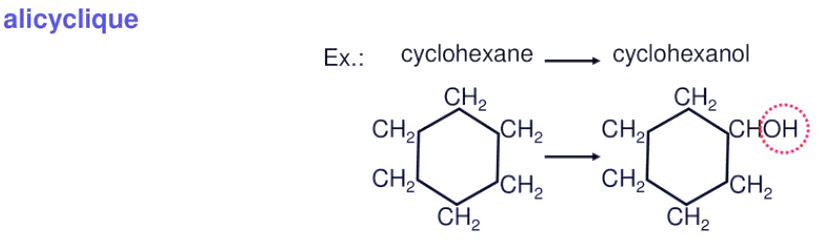 alicyclique
Ex.: cyclohexane → cyclohexanol
CH₂ CH₂
CH₂ CH₂ → CH₂ CHOH
CH₂ CH₂ CH₂ CH₂
CH₂ CH₂